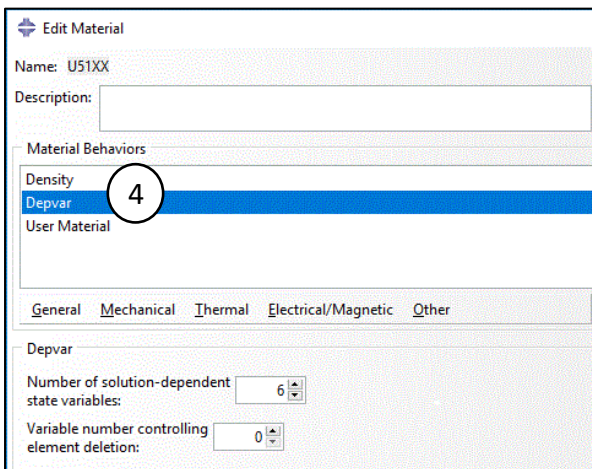 Edit Material
Name: U51XX
Description:
Material Behaviors
Density
Depvar
4
User Material
General Mechanical Thermal Electrical/Magnetic Other
Depvar
Number of solution-dependent
state variables: 6
Variable number controlling
element deletion: 0